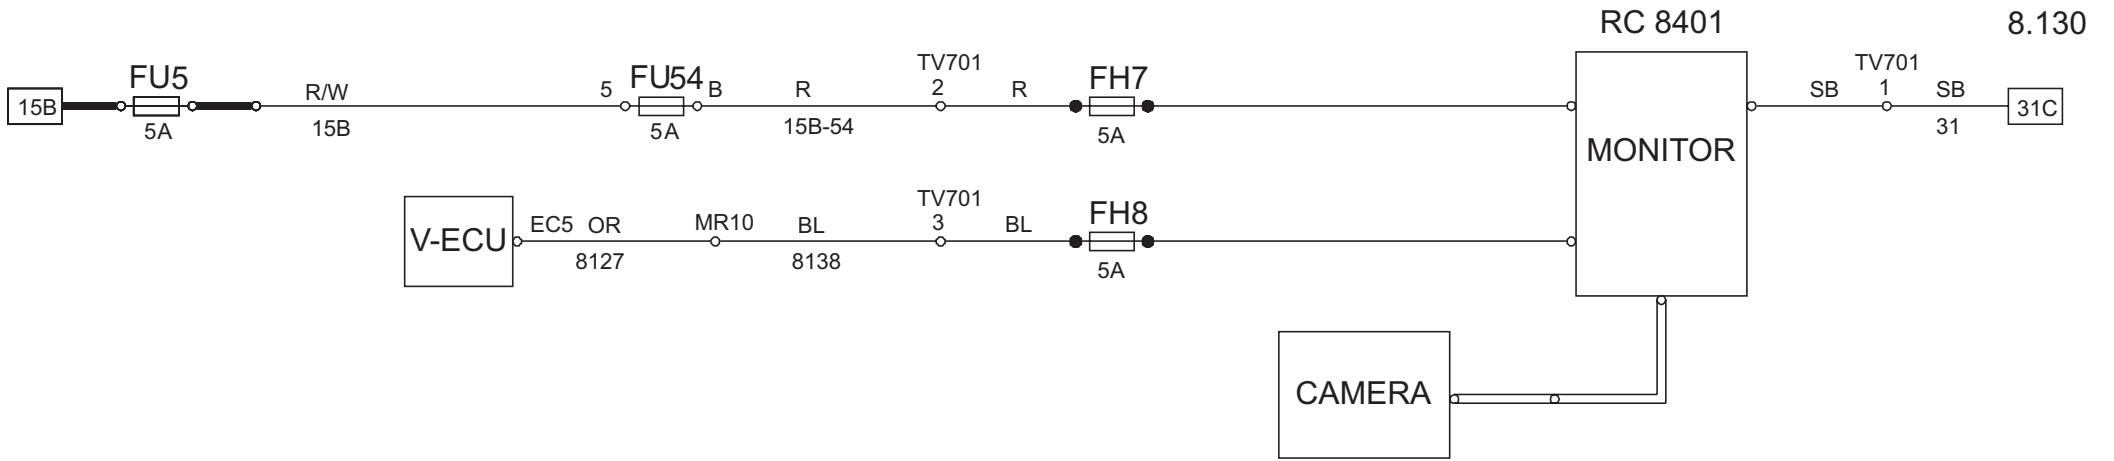 RC 8401 8.130
FU5 5 FU54 B TV701 FH7 TV701
15B R/W R 2 R SB 1 SB 31C
5A 15B 5A 15B-54 5A 31
MONITOR
TV701 FH8
V-ECU EC5 OR MR10 BL 3 BL
8127 8138 5A
CAMERA